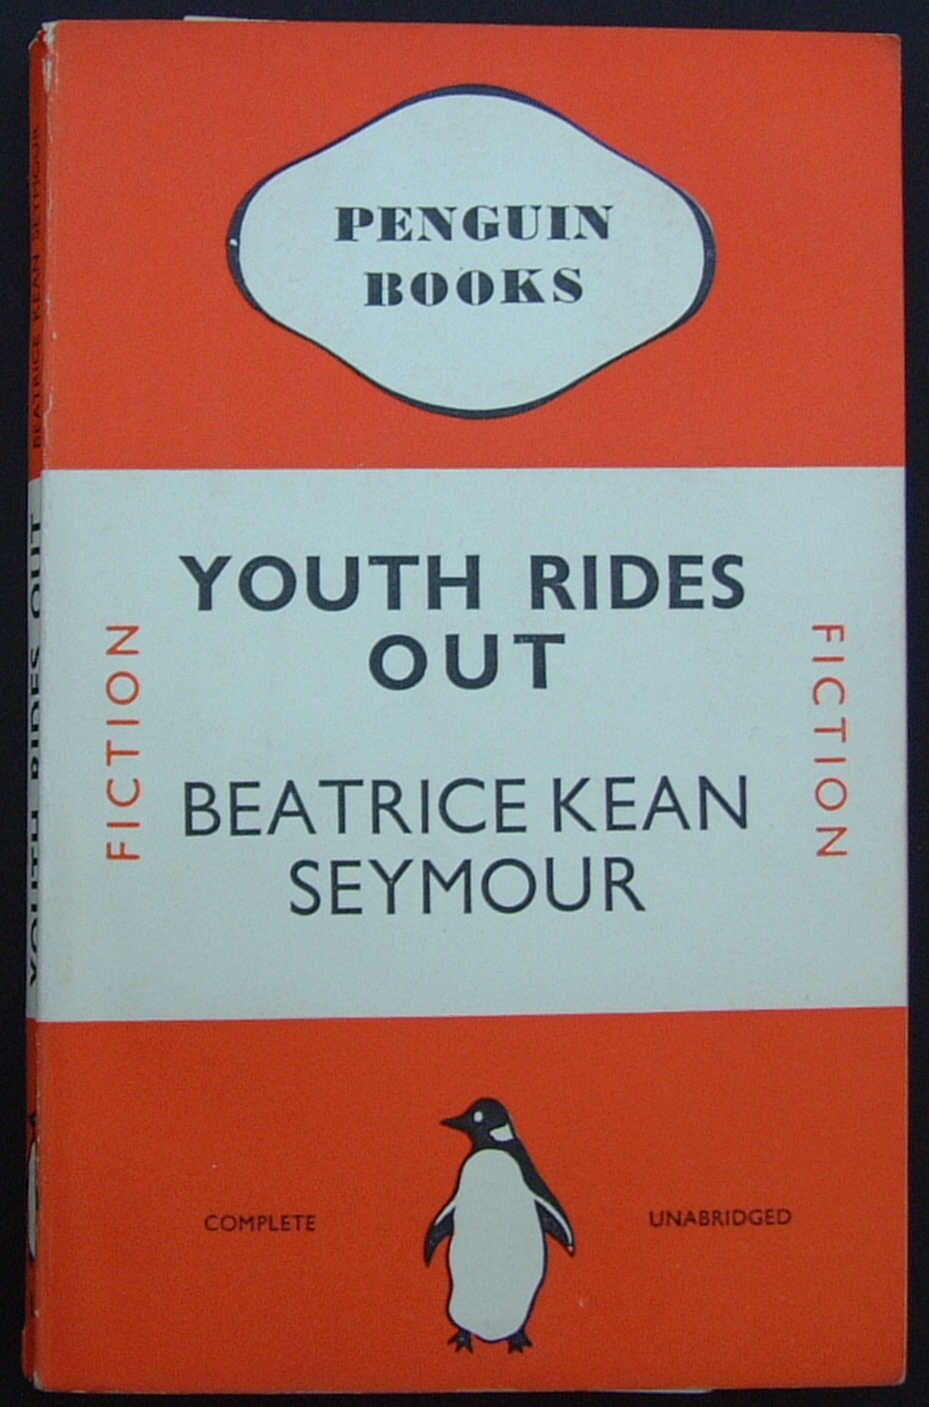 PENGUIN
BOOKS
YOUTH RIDES
OUT
FICTION
FICTION
BEATRICE KEAN
SEYMOUR
COMPLETE
UNABRIDGED
BEATRICE KEAN SEYMOUR
YOUTH RIDES OUT